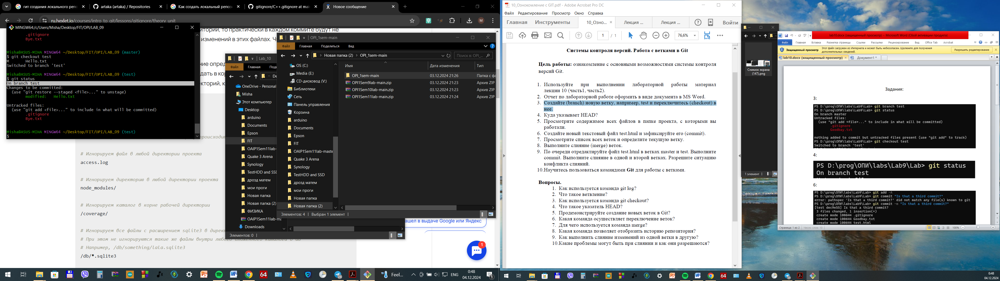 гит создания локального репо
artaka (artaka) / Repositories
Как создать локальный репоз
gitignore/C++.gitignore at mai
Новое сообщение
ru.hexlet.io/courses/intro_to_git/lessons/gitignore/theory_unit
MINGW64:/c/Users/Misha/Desktop/FIT/OPI/LAB_09
.gitignore
Bye.txt
Misha@ASUS-MIHA MINGW64 ~/Desktop/FIT/OPI/LAB_09 (master)
$ git checkout test
M Hello.txt
Switched to branch 'test'
Misha@ASUS-MIHA MINGW64 ~/Desktop/FIT/OPI/LAB_09 (test)
$ git status
On branch test
Changes to be committed:
(use "git restore --staged <file>..." to unstage)
modified: Hello.txt
Untracked files:
(use "git add <file>..." to include in what will be committed)
.gitignore
Bye.txt
Misha@ASUS-MIHA MINGW64 ~/Desktop/FIT/OPI/LAB_09 (test)
$
итории, то практически в каждом коммите будут не
изменений в этих файлах. Ч
ние опред
дать в кор
екторий, к
происходит
# Игнорируем файл в любой директории проекта
access.log
# Игнорируем директорию в любой директории проекта
node_modules/
# Игнорируем каталог в корне рабочей директории
/coverage/
# Игнорируем все файлы с расширением sqlite3 в дирек
# При этом не игнорируются такие же файлы внутри любого вложенного каталога в db
# Например, /db/something/lala.sqlite3
/db/*.sqlite3
ашел в выдаче Google или Яндекс
1
Lab_10
Файл Главная Поде
De
OneDrive - Personal
Misha
Этот компьютер
Desktop
arduino
Documents
Epson
FIT
OAIP1Sem11lab-
Quake 3 Arena
Synology
TestHDD and SSD
дрозд матем
мои проги
Новая папка
Новая папка (2)
ФИЗИКА
OAIP1Sem11lab-ma
Downloads
Элементов: 0
OPI_1sem-main
Файл Главная Поделиться Вид
Новая папка (2) OPI_1sem-main
Поиск в: OPI_...
OS (C:)
Media (E:)
CD-дисковод (V:)
Библиотеки
Сеть
Панель управления
Корзина
arduino
Documents
Epson
FIT
OAIP1Sem11lab-maste
Quake 3 Arena
Synology
TestHDD and SSD
дрозд матем
мои проги
Новая папка
Новая папка (2)
Имя Дата изменения Тип
OPI_1sem-main 03.12.2024 21:26 Папка с фа
OPI1Sem9lab-main.zip 03.12.2024 21:23 Архив ZIP
OPI1Sem10lab-main.zip 03.12.2024 21:23 Архив ZIP
OPI1Sem11lab-main.zip 03.12.2024 21:24 Архив ZIP
Элементов: 4 Выбран 1 элемент
64
24
Feel...
ENG
0:48
04.12.2024
1
10_Ознокомление с GIT.pdf - Adobe Acrobat Pro DC
Файл Редактирование Просмотр Окно Справка
Главная Инструменты 10_Озно... Лекция ... Лекция ... Войти
1 / 1 76,6%
Системы контроля версий. Работа с ветками в Git
Цель работы: ознакомление с основными возможностями системы контроля
версий Git.
1. Используйте при выполнении лабораторной работы материал
лекции 10 (часть1, часть2).
2. Отчет по лабораторной работе оформить в виде документа в MS Word.
3. Создайте (branch) новую ветку, например, test и переключитесь (checkout) в
нее.
4. Куда указывает HEAD?
5. Просмотрите содержимое всех файлов в папке проекта, с которыми вы
работали.
6. Создайте новый текстовый файл test.html и зафиксируйте его (commit).
7. Просмотрите список всех веток и определите текущую ветку.
8. Выполните слияние (merge) веток.
9. По очереди отредактируйте файл test.html в ветках master и test. Выполните
commit. Выполните слияние в одной и второй ветках. Разрешите ситуацию
конфликта слияний.
10.Научитесь пользоваться командами Git для работы с ветками.
Вопросы.
1. Как используется команда git log?
2. Что такое ветвление?
3. Как используется команда git checkout?
4. Что такое указатель HEAD?
5. Продемонстрируйте создание новых веток в Git?
6. Какая команда осуществляет переключение веток?
7. Для чего используется команда merge?
8. Какая команда позволяет отобразить историю репозитория?
9. Как выполнить слияние изменений из одной ветки в другую?
10.Какие проблемы могут быть при слиянии и как они разрешаются?
Снимок экрана
(147).png
1 элемент
lab10.docx (защищенный просмотр) - Microsoft Word (Сбой активации продукта)
Файл Главная Вставка Разметка страницы Ссылки Рассылки Рецензирование Вид Office Tab Acrobat
Защищенный просмотр Этот файл загружен из Интернета и может быть небезопасен. Щелкните для получения
дополнительных сведений.
Разрешить редактирование
lab10.docx (защищенный просмотр) Документ1 *
Задания:
3:
PS D:\prog\ОПИ\labs\Lab9\Lab> git branch test
PS D:\prog\ОПИ\labs\Lab9\Lab> git status
On branch master
Untracked files:
(use "git add <file>..." to include in what will be committed)
.gitignore
Goodbay.txt
nothing added to commit but untracked files present (use "git add" to track)
PS D:\prog\ОПИ\labs\Lab9\Lab> git checkout test
Switched to branch 'test'
4:
PS D:\prog\ОПИ\labs\Lab9\Lab> git status
On branch test
6:
PS D:\prog\ОПИ\labs\Lab9\Lab> git add -A
PS D:\prog\ОПИ\labs\Lab9\Lab> git commit "Is that a third commit?"
error: pathspec 'Is that a third commit?' did not match any file(s) known to git
PS D:\prog\ОПИ\labs\Lab9\Lab> git commit -m "Is that a third commit?"
[test dec9e55] Is that a third commit?
3 files changed, 1 insertion(+)
create mode 100644 .gitignore
create mode 100644 Goodbay.txt
create mode 100644 test.html
Страница: 1 из 2 Число слов: 10 100%
64
24
0:48
04.12.2024